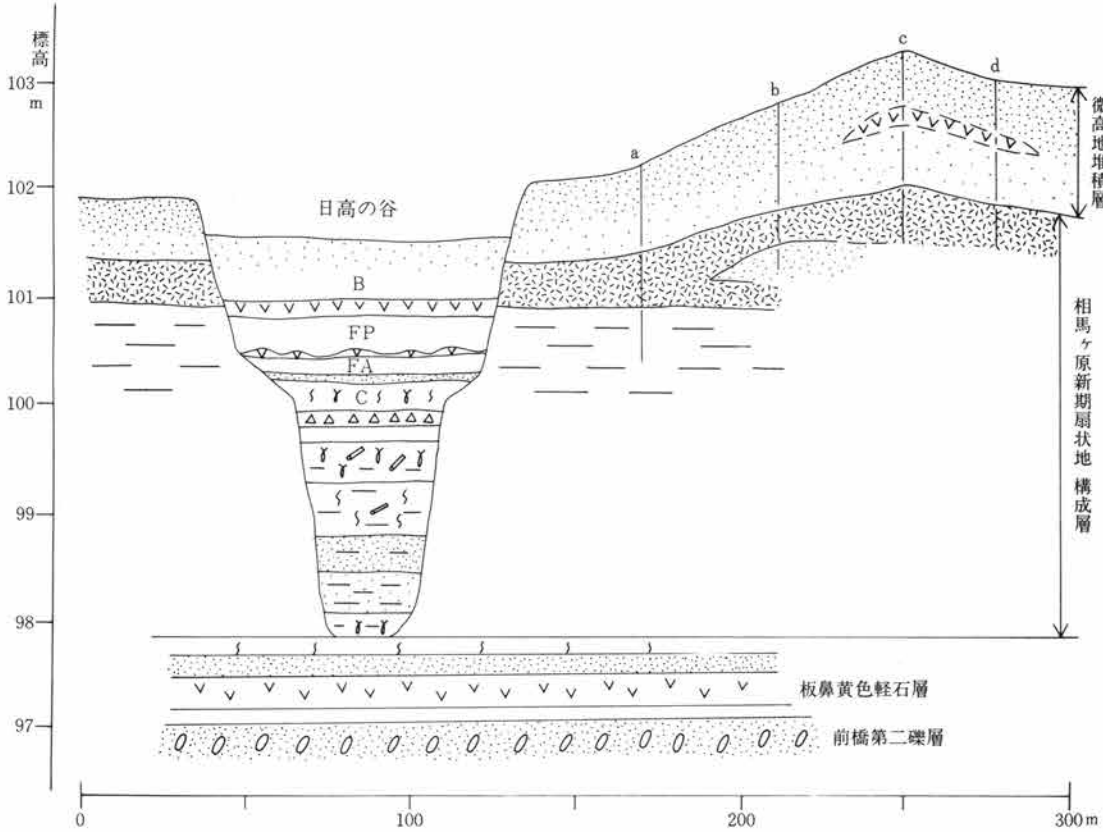 標高
m
103
102
101
100
99
98
97
日高の谷
B
FP
FA
C
a
b
c
d
微高地堆積層
相馬ヶ原新期扇状地 構成層
板鼻黄色軽石層
前橋第二礫層
0
100
200
300m